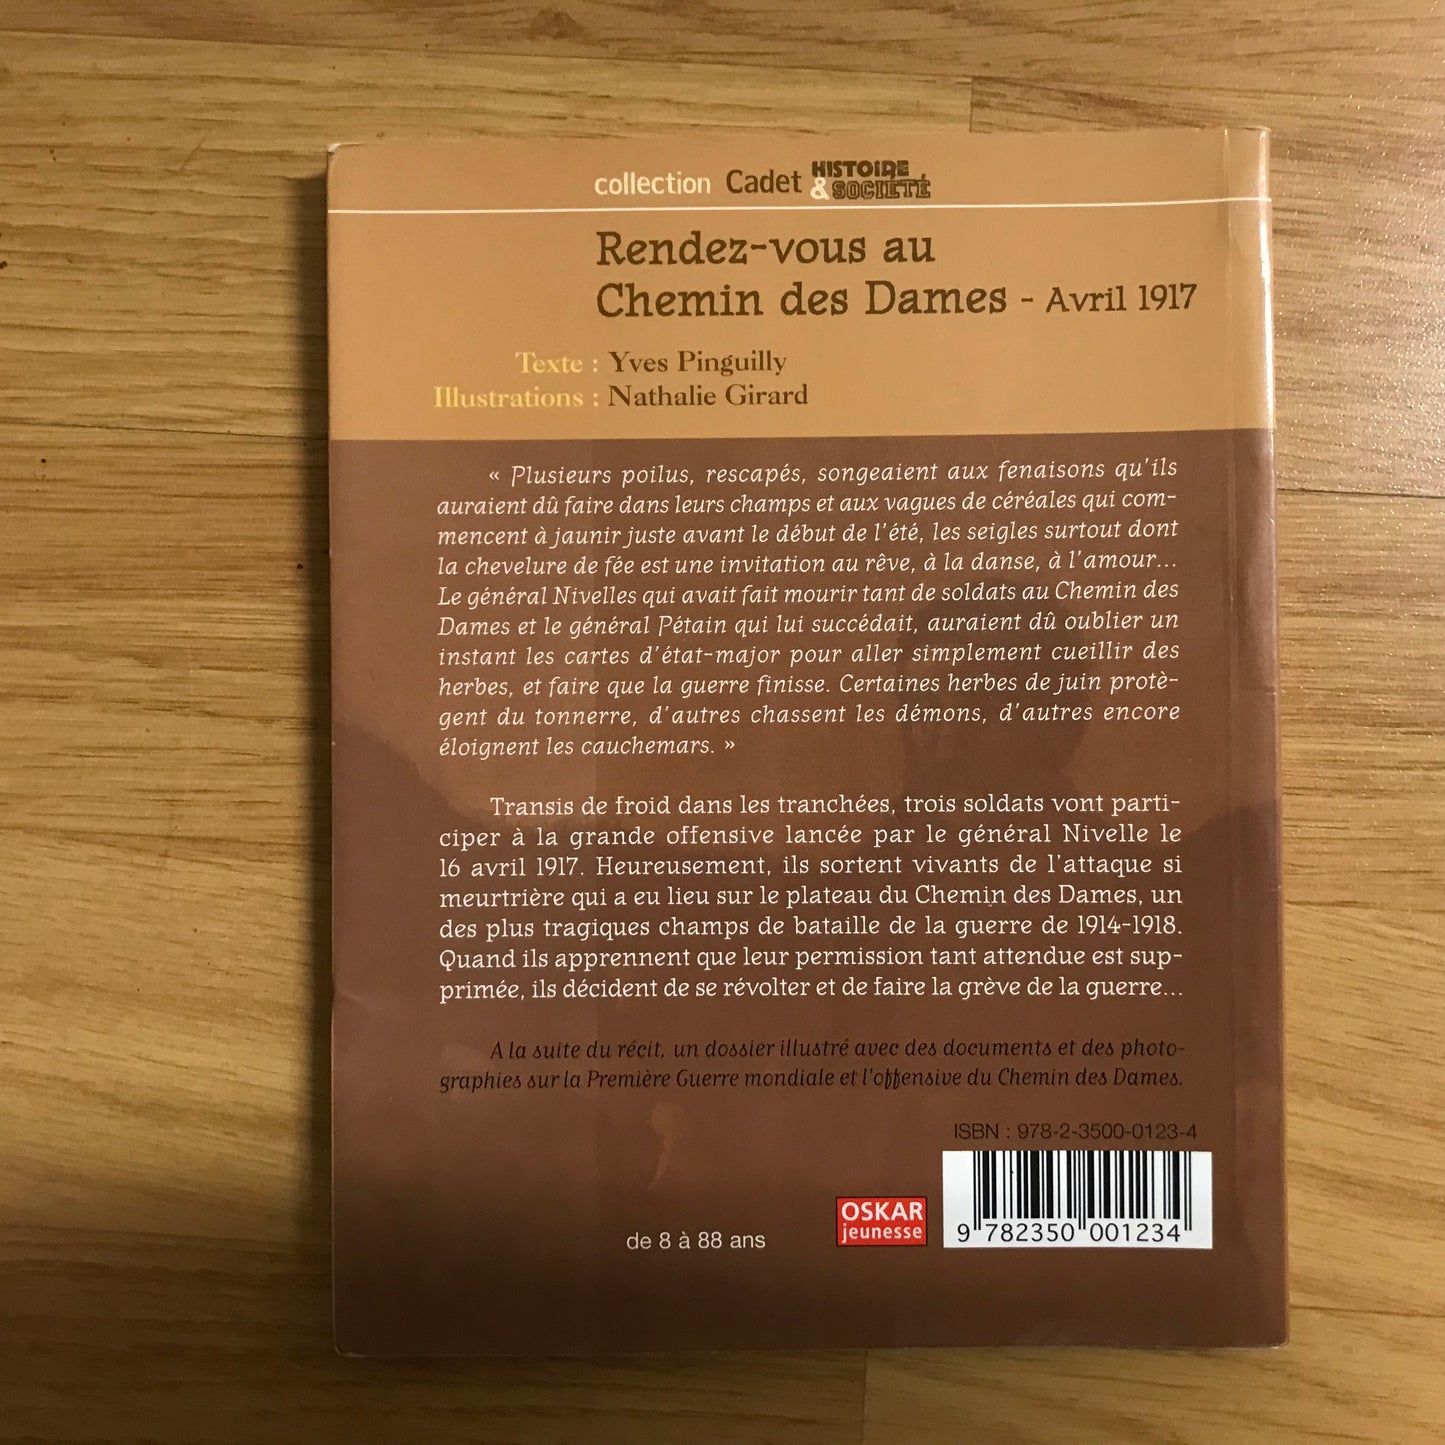 collection Cadet HISTOIRE
& SOCIÉTÉ
Rendez-vous au
Chemin des Dames - Avril 1917
Texte : Yves Pinguilly
Illustrations : Nathalie Girard
« Plusieurs poilus, rescapés, songeaient aux fenaisons qu'ils
auraient dû faire dans leurs champs et aux vagues de céréales qui com-
mencent à jaunir juste avant le début de l'été, les seigles surtout dont
la chevelure de fée est une invitation au rêve, à la danse, à l'amour...
Le général Nivelles qui avait fait mourir tant de soldats au Chemin des
Dames et le général Pétain qui lui succédait, auraient dû oublier un
instant les cartes d'état-major pour aller simplement cueillir des
herbes, et faire que la guerre finisse. Certaines herbes de juin protè-
gent du tonnerre, d'autres chassent les démons, d'autres encore
éloignent les cauchemars. »
Transis de froid dans les tranchées, trois soldats vont parti-
ciper à la grande offensive lancée par le général Nivelle le
16 avril 1917. Heureusement, ils sortent vivants de l'attaque si
meurtrière qui a eu lieu sur le plateau du Chemin des Dames, un
des plus tragiques champs de bataille de la guerre de 1914-1918.
Quand ils apprennent que leur permission tant attendue est sup-
primée, ils décident de se révolter et de faire la grève de la guerre...
A la suite du récit, un dossier illustré avec des documents et des photo-
graphies sur la Première Guerre mondiale et l'offensive du Chemin des Dames.
ISBN : 978-2-3500-0123-4
OSKAR
jeunesse
9 782350 001234
de 8 à 88 ans